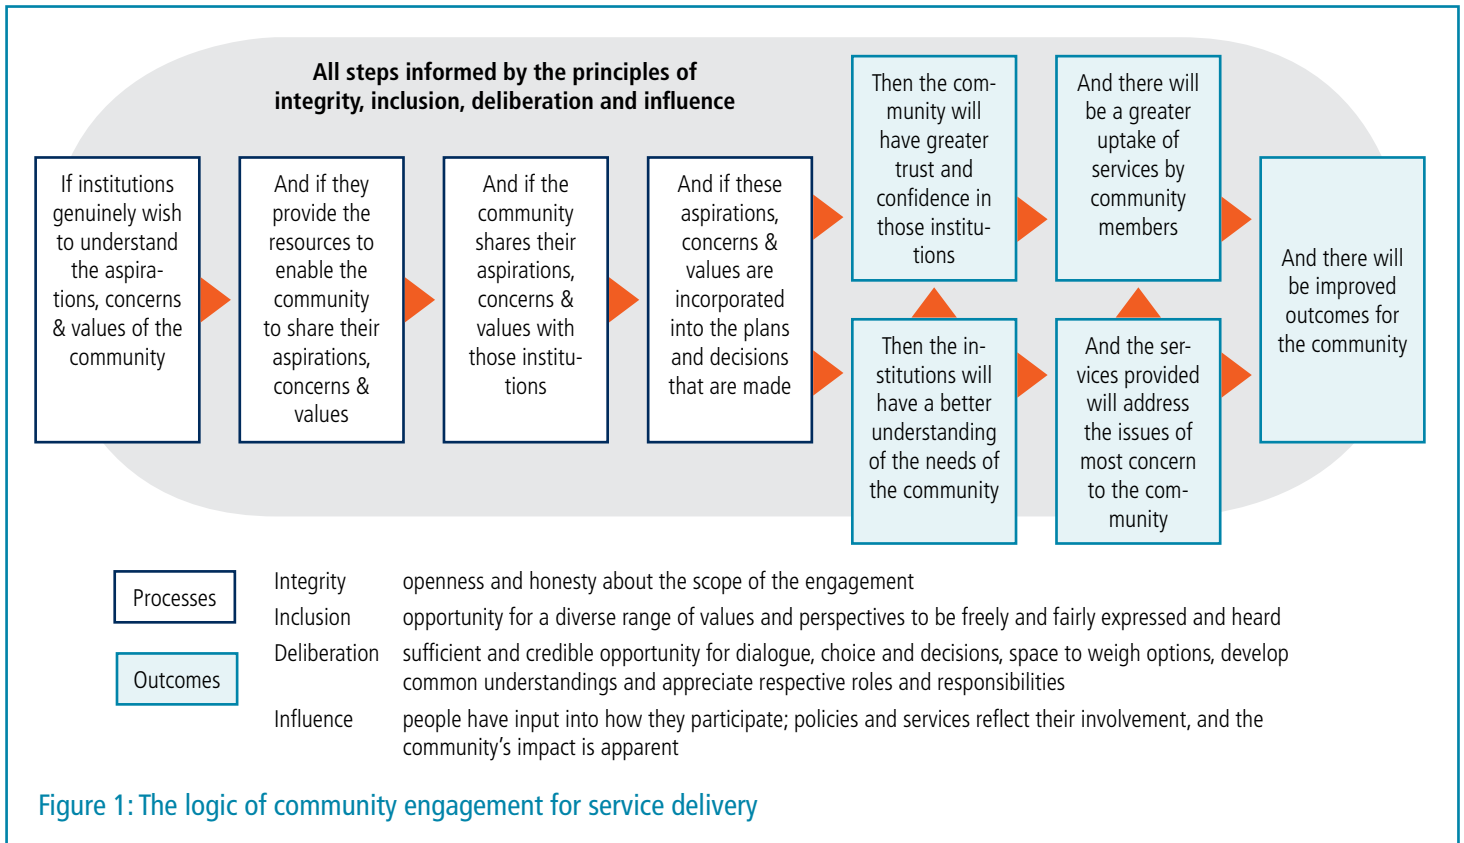 All steps informed by the principles of
integrity, inclusion, deliberation and influence
If institutions
genuinely wish
to understand
the aspira-
tions, concerns
& values of the
community
And if they
provide the
resources to
enable the
community
to share their
aspirations,
concerns &
values
And if the
community
shares their
aspirations,
concerns &
values with
those institu-
tions
And if these
aspirations,
concerns &
values are
incorporated
into the plans
and decisions
that are made
Then the com-
munity will
have greater
trust and
confidence in
those institu-
tions
And there will
be a greater
uptake of
services by
community
members
Then the in-
stitutions will
have a better
understanding
of the needs of
the community
And the ser-
vices provided
will address
the issues of
most concern
to the com-
munity
And there will
be improved
outcomes for
the community
Processes
Outcomes
Integrity openness and honesty about the scope of the engagement
Inclusion opportunity for a diverse range of values and perspectives to be freely and fairly expressed and heard
Deliberation sufficient and credible opportunity for dialogue, choice and decisions, space to weigh options, develop
common understandings and appreciate respective roles and responsibilities
Influence people have input into how they participate; policies and services reflect their involvement, and the
community's impact is apparent
Figure 1: The logic of community engagement for service delivery